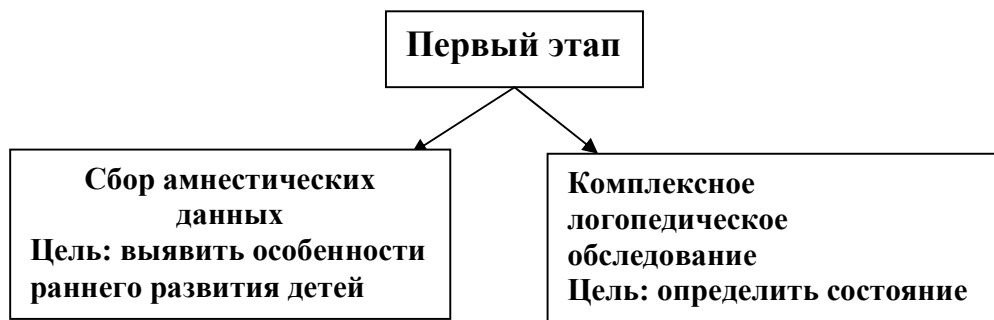 Первый этап
Сбор амнестических
данных
Цель: выявить особенности
раннего развития детей
Комплексное
логопедическое
обследование
Цель: определить состояние